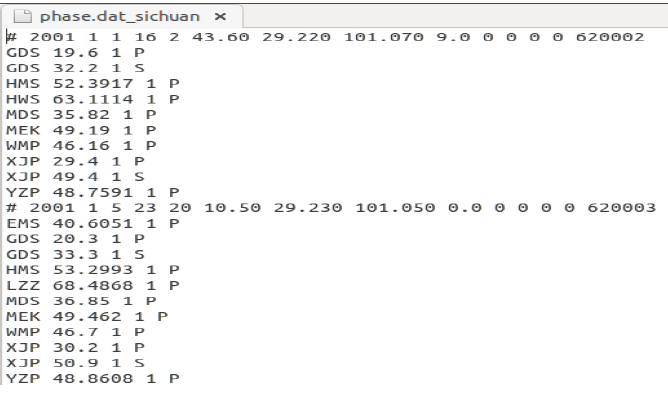 phase.dat_sichuan ×
# 2001 1 1 16 2 43.60 29.220 101.070 9.0 0 0 0 0 620002
GDS 19.6 1 P
GDS 32.2 1 S
HMS 52.3917 1 P
HWS 63.1114 1 P
MDS 35.82 1 P
MEK 49.19 1 P
WMP 46.16 1 P
XJP 29.4 1 P
XJP 49.4 1 S
YZP 48.7591 1 P
# 2001 1 5 23 20 10.50 29.230 101.050 0.0 0 0 0 0 620003
EMS 40.6051 1 P
GDS 20.3 1 P
GDS 33.3 1 S
HMS 53.2993 1 P
LZZ 68.4868 1 P
MDS 36.85 1 P
MEK 49.462 1 P
WMP 46.7 1 P
XJP 30.2 1 P
XJP 50.9 1 S
YZP 48.8608 1 P